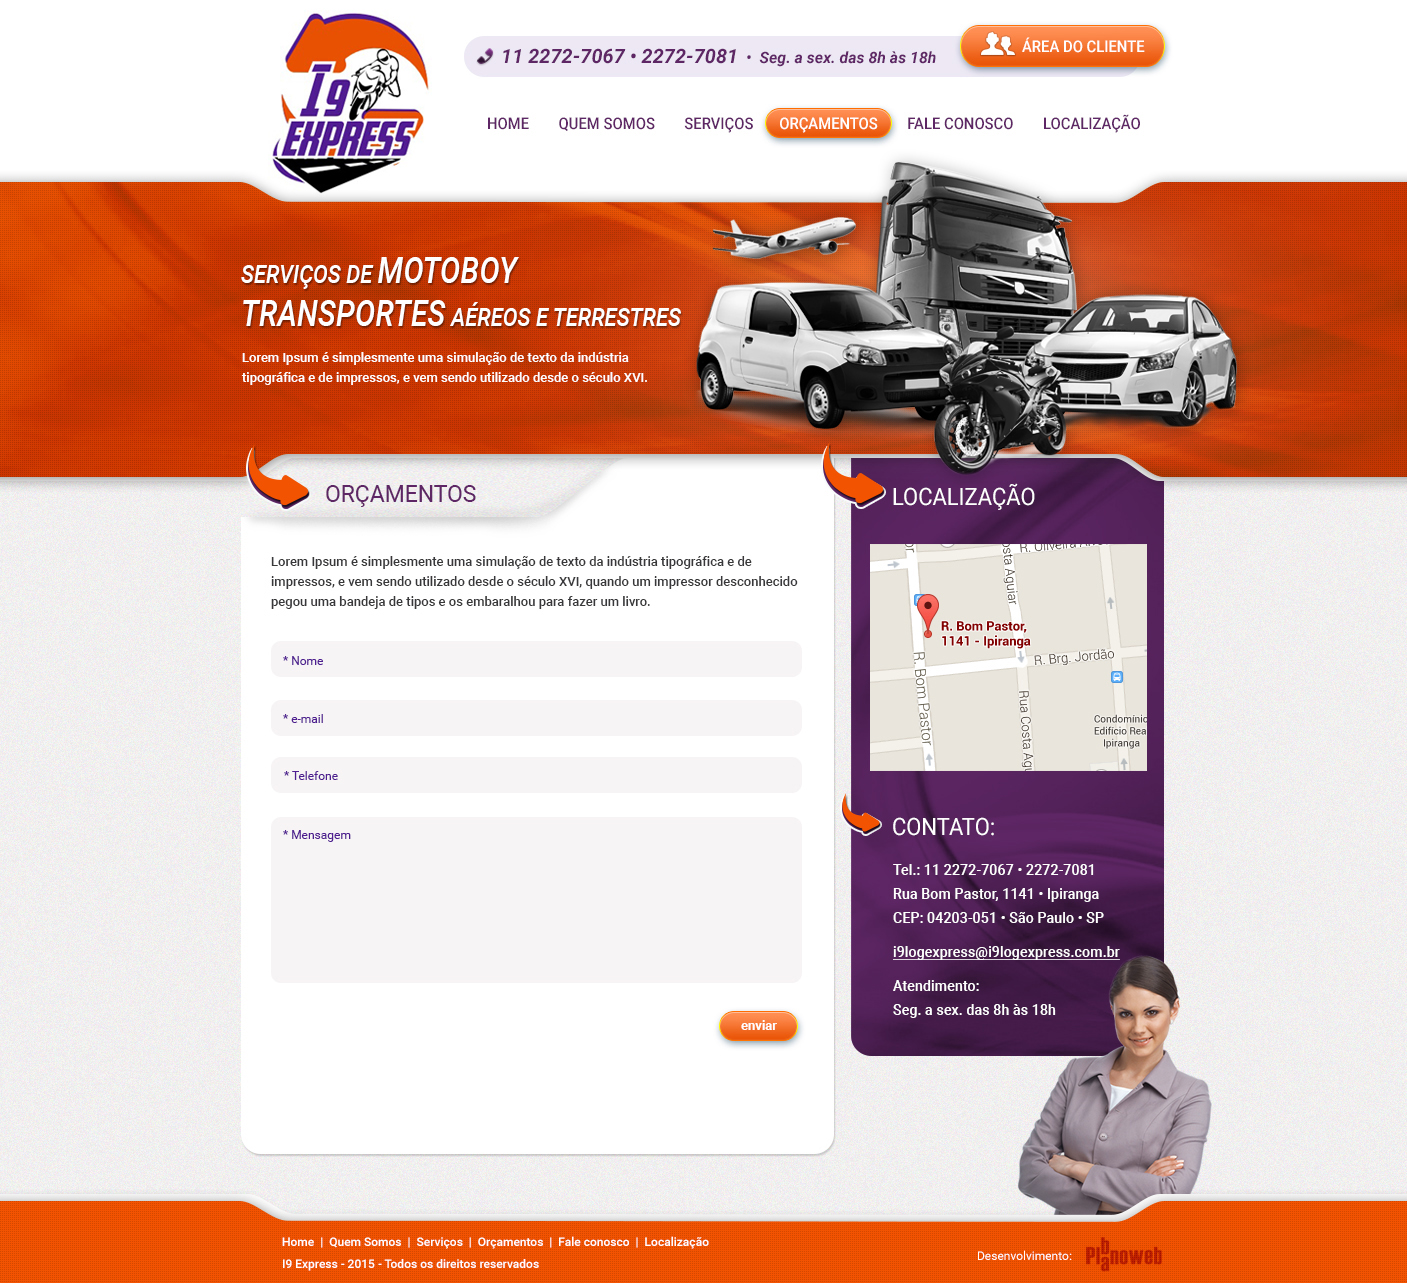 I9
EXPRESS
11 2272-7067 • 2272-7081 • Seg. a sex. das 8h às 18h
ÁREA DO CLIENTE
HOME QUEM SOMOS SERVIÇOS ORÇAMENTOS FALE CONOSCO LOCALIZAÇÃO
SERVIÇOS DE MOTOBOY
TRANSPORTES AÉREOS E TERRESTRES
Lorem Ipsum é simplesmente uma simulação de texto da indústria
tipográfica e de impressos, e vem sendo utilizado desde o século XVI.
ORÇAMENTOS
Lorem Ipsum é simplesmente uma simulação de texto da indústria tipográfica e de
impressos, e vem sendo utilizado desde o século XVI, quando um impressor desconhecido
pegou uma bandeja de tipos e os embaralhou para fazer um livro.
* Nome
* e-mail
* Telefone
* Mensagem
enviar
LOCALIZAÇÃO
R. Oliveira
osta Aguiar
R. Bom Pastor,
1141 - Ipiranga
R. Brg. Jordão
R. Bom Pastor
Rua Costa Agu
Condomínio
Edifício Rea
Ipiranga
CONTATO:
Tel.: 11 2272-7067 • 2272-7081
Rua Bom Pastor, 1141 • Ipiranga
CEP: 04203-051 • São Paulo • SP
i9logexpress@i9logexpress.com.br
Atendimento:
Seg. a sex. das 8h às 18h
Home | Quem Somos | Serviços | Orçamentos | Fale conosco | Localização
I9 Express - 2015 - Todos os direitos reservados
Desenvolvimento:
Planoweb